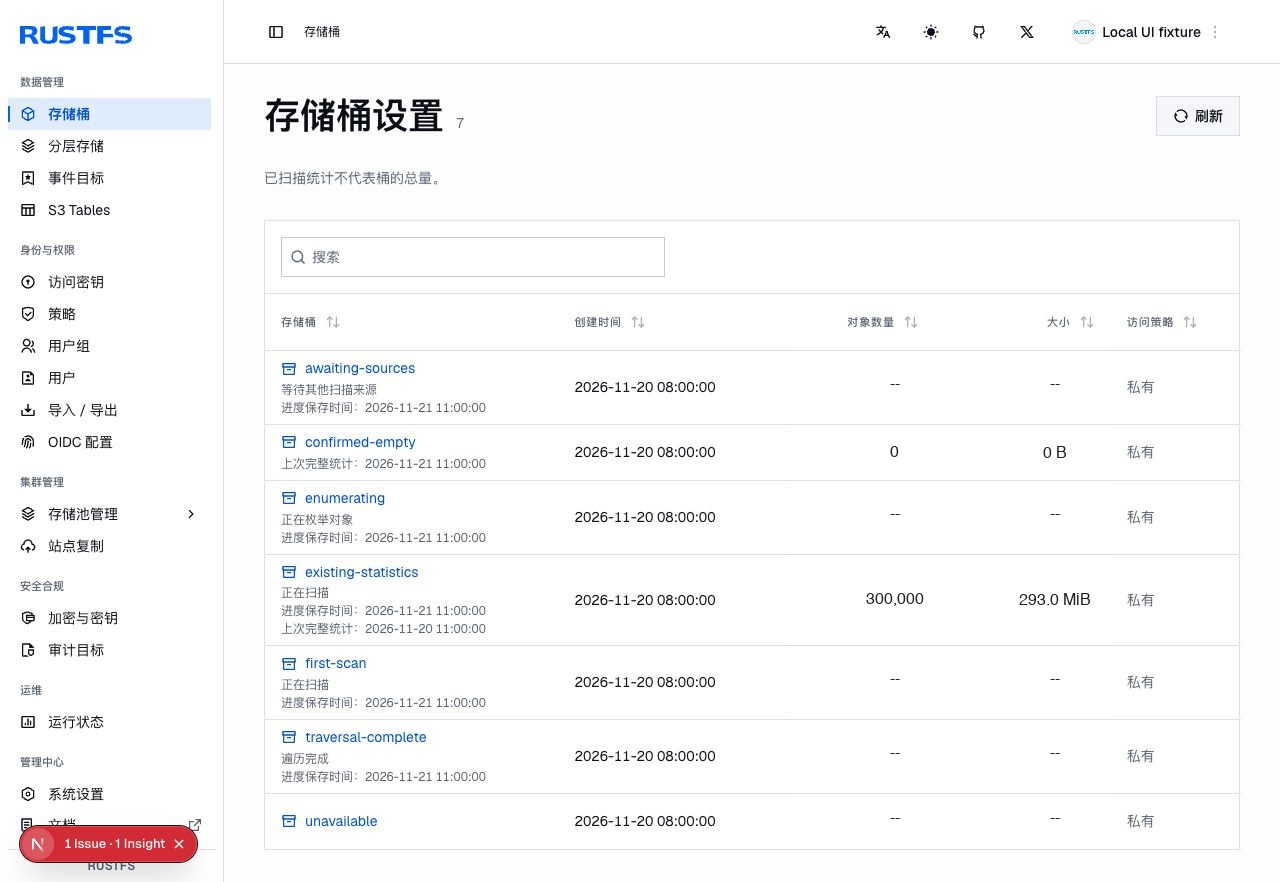 RUSTFS
数据管理
存储桶
分层存储
事件目标
S3 Tables
身份与权限
访问密钥
策略
用户组
用户
导入 / 导出
OIDC 配置
集群管理
存储池管理
站点复制
安全合规
加密与密钥
审计目标
运维
运行状态
管理中心
系统设置
文档
N 1 Issue · 1 Insight
RUSTFS
存储桶
RUSTFS Local UI fixture
存储桶设置 7
刷新
已扫描统计不代表桶的总量。
搜索
存储桶 创建时间 对象数量 大小 访问策略
awaiting-sources
等待其他扫描来源
进度保存时间：2026-11-21 11:00:00
2026-11-20 08:00:00 -- -- 私有
confirmed-empty
上次完整统计：2026-11-21 11:00:00
2026-11-20 08:00:00 0 0 B 私有
enumerating
正在枚举对象
进度保存时间：2026-11-21 11:00:00
2026-11-20 08:00:00 -- -- 私有
existing-statistics
正在扫描
进度保存时间：2026-11-21 11:00:00
上次完整统计：2026-11-20 11:00:00
2026-11-20 08:00:00 300,000 293.0 MiB 私有
first-scan
正在扫描
进度保存时间：2026-11-21 11:00:00
2026-11-20 08:00:00 -- -- 私有
traversal-complete
遍历完成
进度保存时间：2026-11-21 11:00:00
2026-11-20 08:00:00 -- -- 私有
unavailable
2026-11-20 08:00:00 -- -- 私有